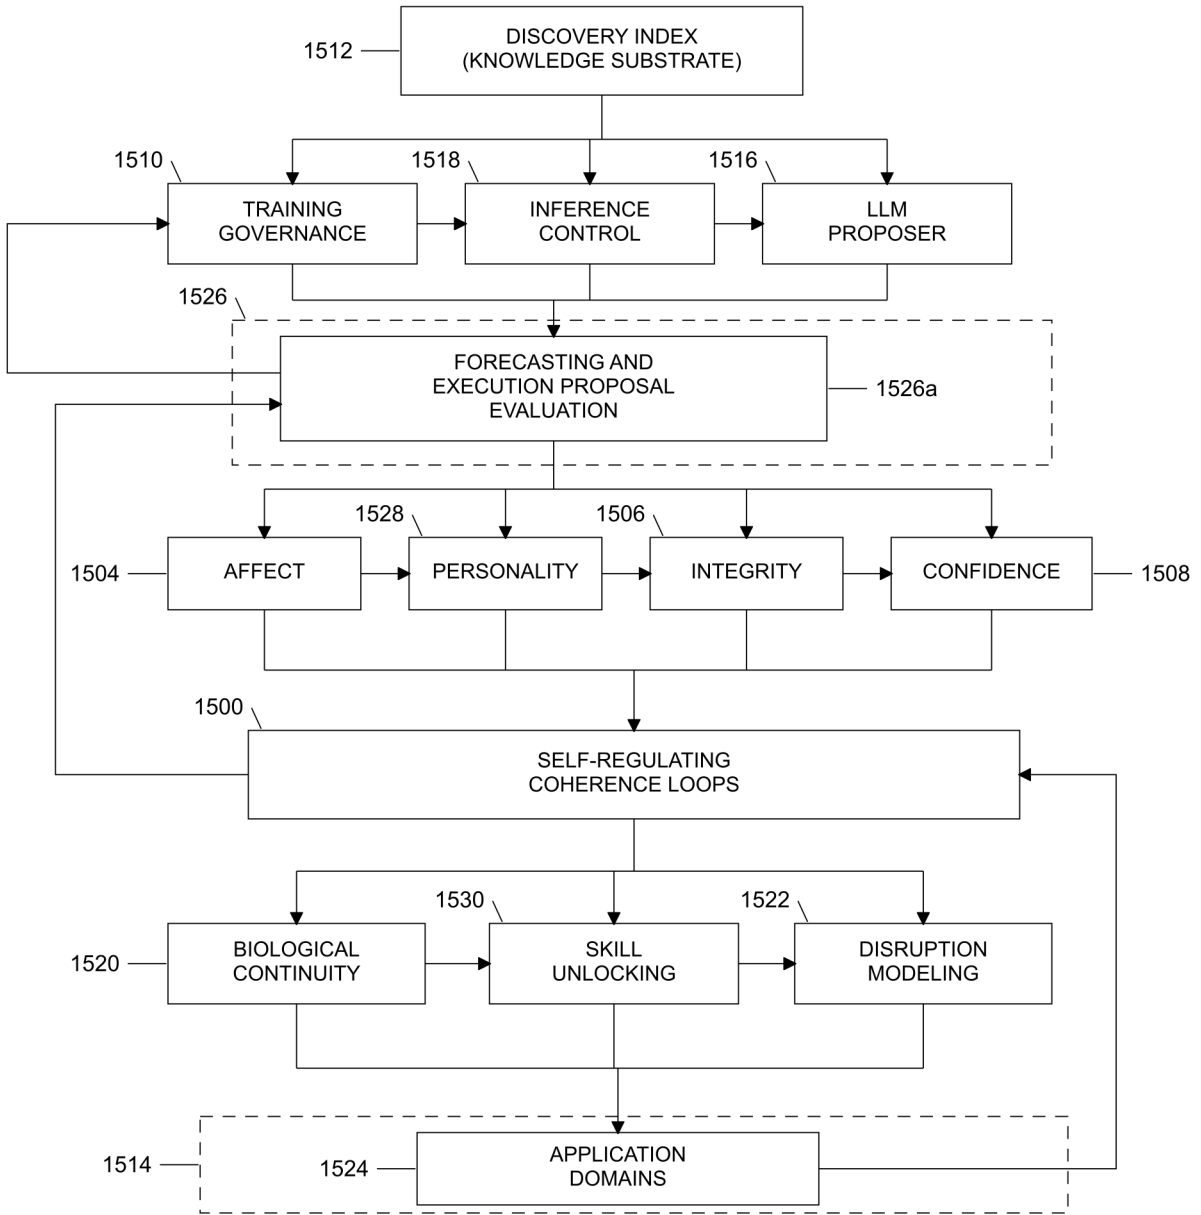 1512
DISCOVERY INDEX
(KNOWLEDGE SUBSTRATE)
1510
1518
1516
TRAINING
GOVERNANCE
INFERENCE
CONTROL
LLM
PROPOSER
1526
FORECASTING AND
EXECUTION PROPOSAL
EVALUATION
1526a
1528
1506
1504
AFFECT
PERSONALITY
INTEGRITY
CONFIDENCE
1508
1500
SELF-REGULATING
COHERENCE LOOPS
1530
1522
1520
BIOLOGICAL
CONTINUITY
SKILL
UNLOCKING
DISRUPTION
MODELING
1514
1524
APPLICATION
DOMAINS